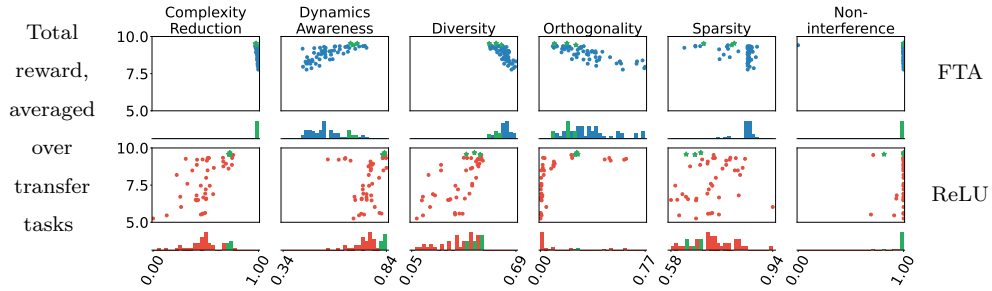 Total
reward,
averaged
over
transfer
tasks
Complexity
Reduction
Dynamics
Awareness
Diversity
Orthogonality
Sparsity
Non-
interference
10.0
7.5
5.0
FTA
10.0
7.5
5.0
ReLU
0.00
1.00
0.34
0.84
0.05
0.69
0.00
0.77
0.58
0.94
0.00
1.00